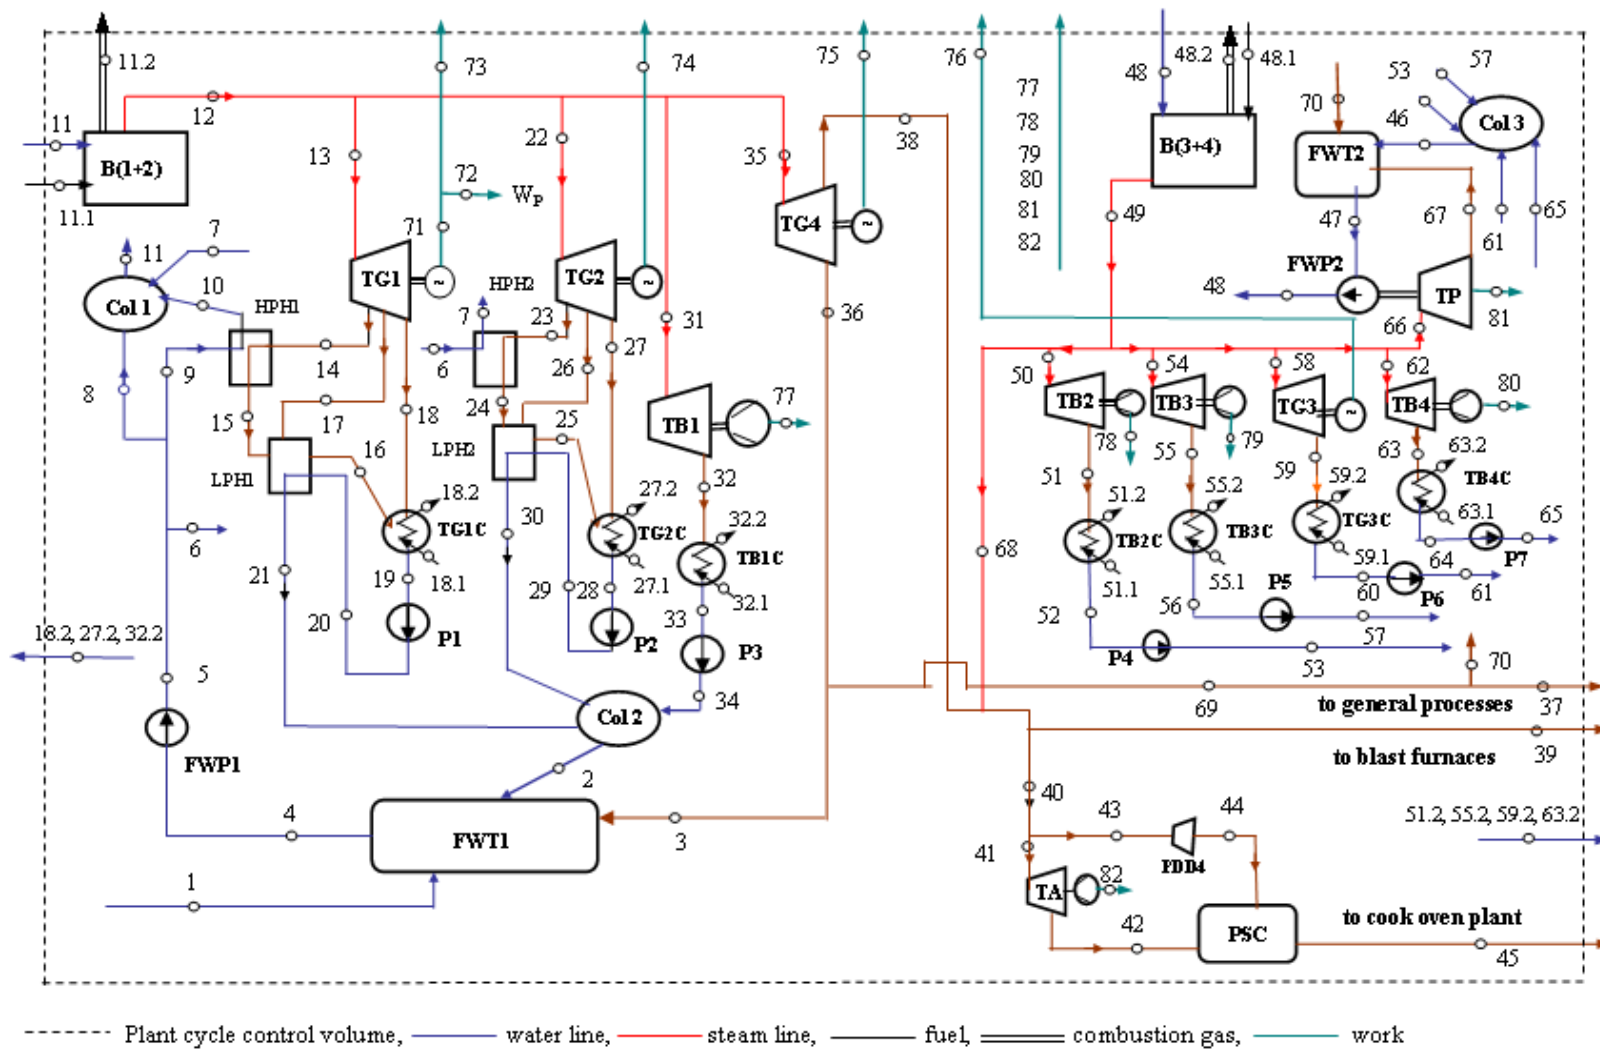 11.2
73
74
75
76
48
48.2
48.1
53
57
77
78
79
80
81
82
70
46
Col 3
11
B(1+2)
12
13
22
35
38
B(3+4)
FWT2
11.1
72
WP
49
47
67
61
65
7
71
TG4
11
10
HPH1
TG1
~
HPH2
TG2
~
~
FWP2
48
TP
81
Col 1
7
23
31
36
66
14
6
26
27
50
54
58
62
9
8
15
17
18
24
TB1
77
TB2
TB3
TG3
~
TB4
80
16
25
LPH1
LPH2
78
79
63
63.2
32
51
55
59
18.2
27.2
51.2
55.2
59.2
TB4C
TG1C
30
TG2C
32.2
TB1C
68
TB2C
TB3C
TG3C
63.1
65
6
21
19
18.1
29
28
27.1
32.1
51.1
55.1
59.1
64
P7
20
33
52
56
P5
60
P6
61
18.2, 27.2, 32.2
P1
P2
P3
P4
53
57
5
34
70
Col 2
69
37
to general processes
FWP1
39
to blast furnaces
2
4
3
40
43
44
51.2, 55.2, 59.2, 63.2
FWT1
41
PDD4
1
TA
82
42
PSC
to cook oven plant
45
Plant cycle control volume, water line, steam line, fuel, combustion gas, work